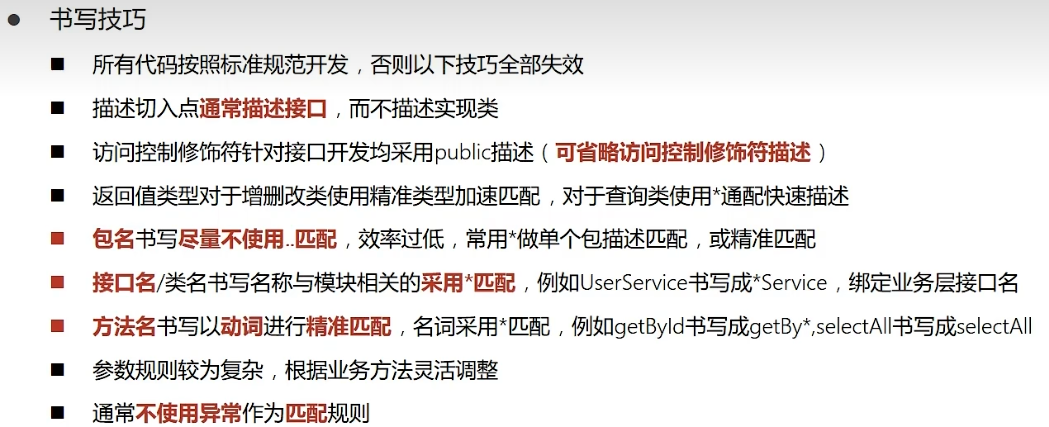 书写技巧
所有代码按照标准规范开发，否则以下技巧全部失效
描述切入点通常描述接口，而不描述实现类
访问控制修饰符针对接口开发均采用public描述（可省略访问控制修饰符描述）
返回值类型对于增删改类使用精准类型加速匹配，对于查询类使用*通配快速描述
包名书写尽量不使用..匹配，效率过低，常用*做单个包描述匹配，或精准匹配
接口名/类名书写名称与模块相关的采用*匹配，例如UserService书写成*Service，绑定业务层接口名
方法名书写以动词进行精准匹配，名词采用*匹配，例如getById书写成getBy*,selectAll书写成selectAll
参数规则较为复杂，根据业务方法灵活调整
通常不使用异常作为匹配规则